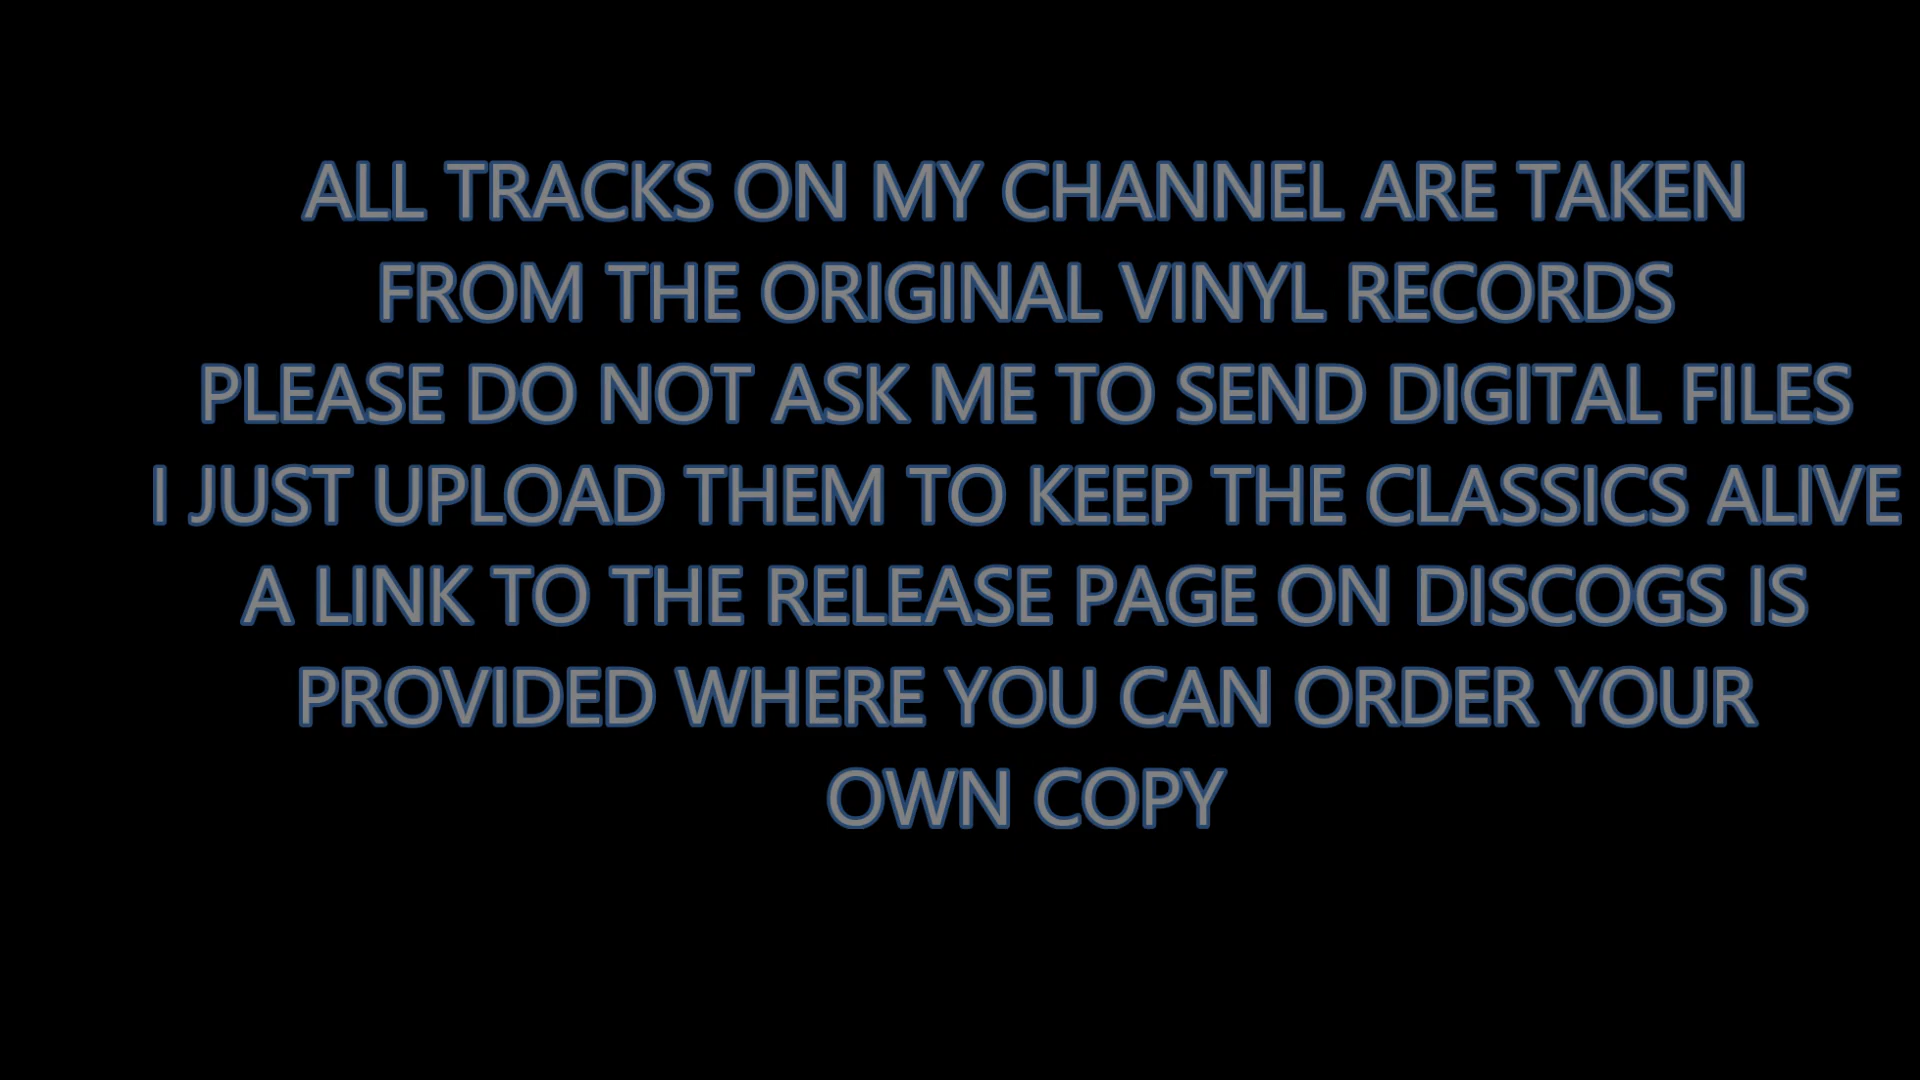 ALL TRACKS ON MY CHANNEL ARE TAKEN
FROM THE ORIGINAL VINYL RECORDS
PLEASE DO NOT ASK ME TO SEND DIGITAL FILES
I JUST UPLOAD THEM TO KEEP THE CLASSICS ALIVE
A LINK TO THE RELEASE PAGE ON DISCOGS IS
PROVIDED WHERE YOU CAN ORDER YOUR
OWN COPY